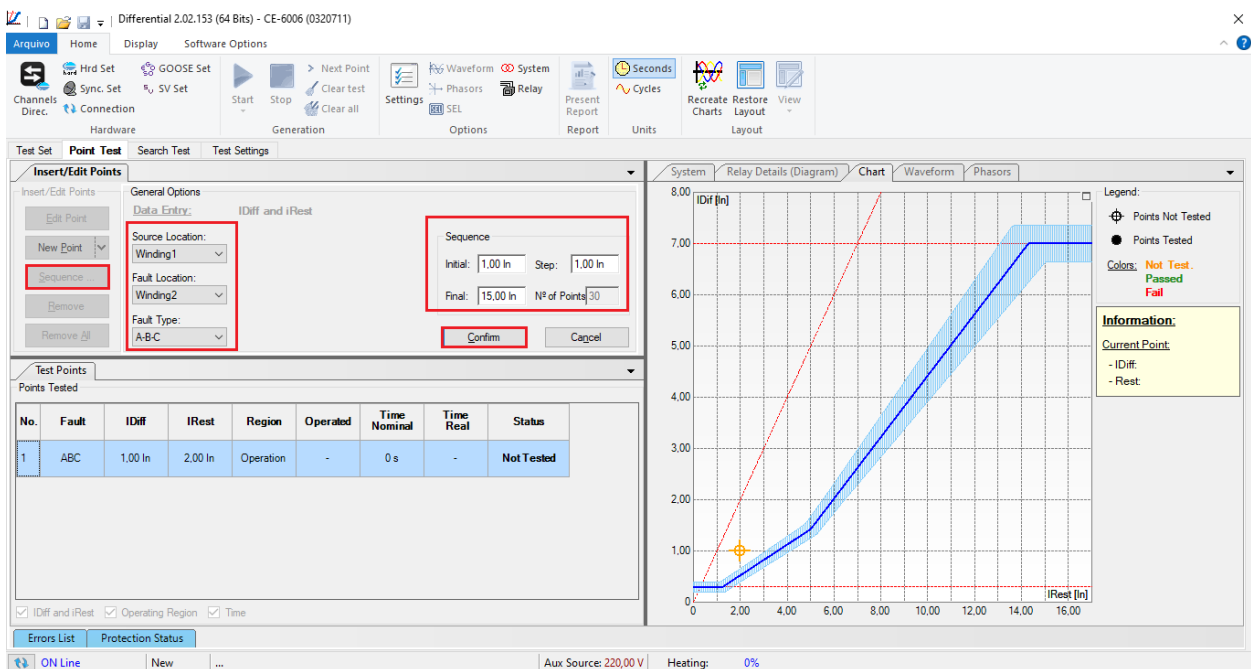 Differential 2.02.153 (64 Bits) - CE-6006 (0320711)
Arquivo Home Display Software Options
Channels Direc.
Hrd Set
Sync. Set
Connection
GOOSE Set
SV Set
Hardware
Start
Stop
Next Point
Clear test
Clear all
Generation
Settings
Waveform
Phasors
SEL
System
Relay
Options
Present Report
Report
Seconds
Cycles
Units
Recreate Charts
Restore Layout
View
Layout
Test Set Point Test Search Test Test Settings
Insert/Edit Points
Insert/Edit Points
Edit Point
New Point
Sequence ...
Remove
Remove All
General Options
Data Entry: IDiff and iRest
Source Location:
Winding1
Fault Location:
Winding2
Fault Type:
A-B-C
Sequence
Initial: 1,00 In Step: 1,00 In
Final: 15,00 In Nº of Points 30
Confirm Cancel
Test Points
Points Tested
No. Fault IDiff IRest Region Operated Time Nominal Time Real Status
1 ABC 1,00 In 2,00 In Operation - 0 s - Not Tested
IDiff and iRest Operating Region Time
System Relay Details (Diagram) Chart Waveform Phasors
IDif [In]
8,00
7,00
6,00
5,00
4,00
3,00
2,00
1,00
0
0 2,00 4,00 6,00 8,00 10,00 12,00 14,00 16,00
IRest [In]
Legend:
Points Not Tested
Points Tested
Colors: Not Test.
Passed
Fail
Information:
Current Point:
- IDiff:
- Rest:
Errors List Protection Status
ON Line New ... Aux Source: 220,00 V Heating: 0%